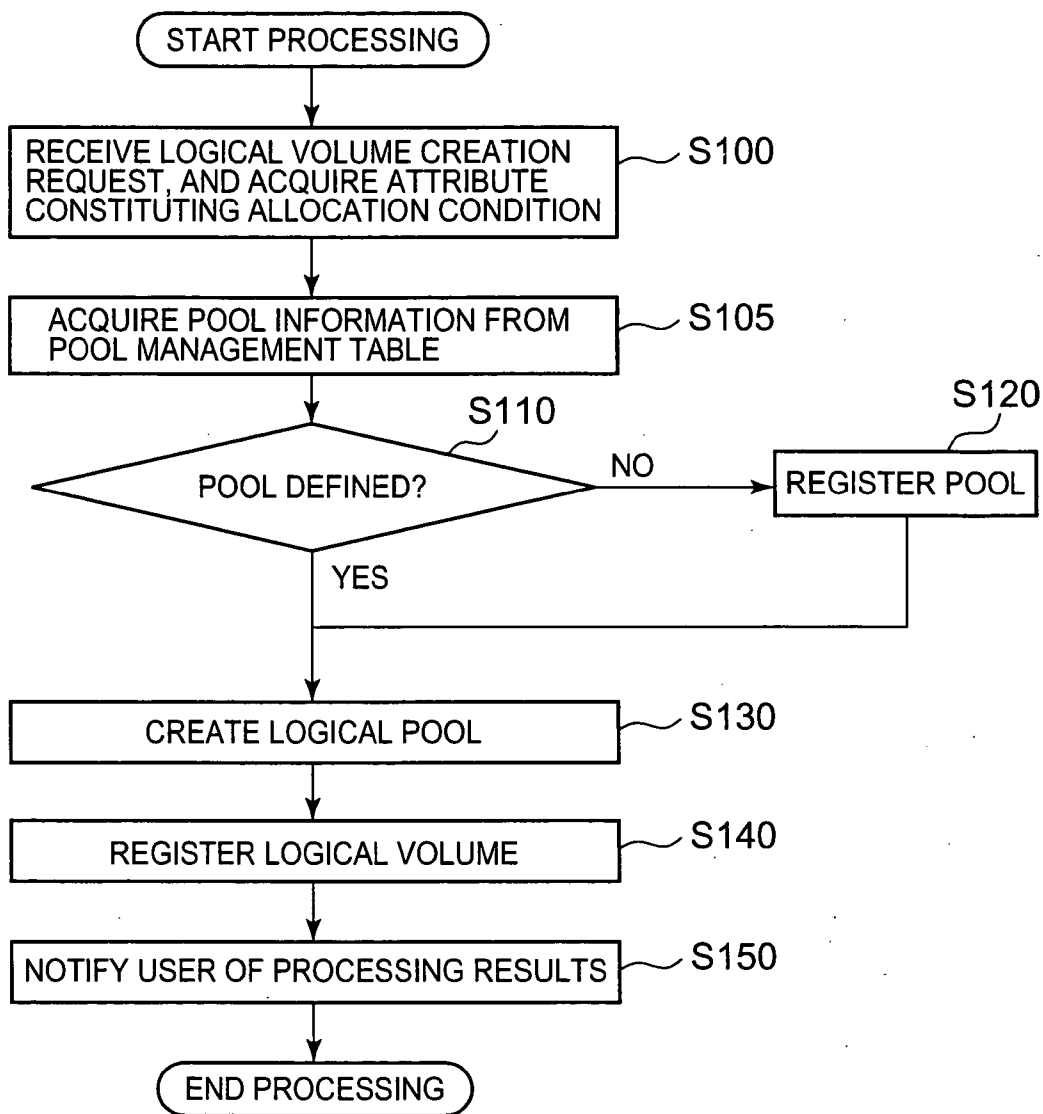 START PROCESSING
RECEIVE LOGICAL VOLUME CREATION
REQUEST, AND ACQUIRE ATTRIBUTE
CONSTITUTING ALLOCATION CONDITION
S100
ACQUIRE POOL INFORMATION FROM
POOL MANAGEMENT TABLE
S105
S110
S120
POOL DEFINED?
NO
REGISTER POOL
YES
CREATE LOGICAL POOL
S130
REGISTER LOGICAL VOLUME
S140
NOTIFY USER OF PROCESSING RESULTS
S150
END PROCESSING